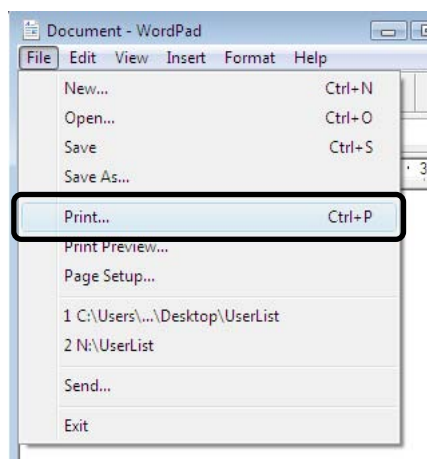 Document - WordPad
File Edit View Insert Format Help
New... Ctrl+N
Open... Ctrl+O
Save Ctrl+S
Save As...
3
Print... Ctrl+P
Print Preview...
Page Setup...
1 C:\Users\...\Desktop\UserList
2 N:\UserList
Send...
Exit